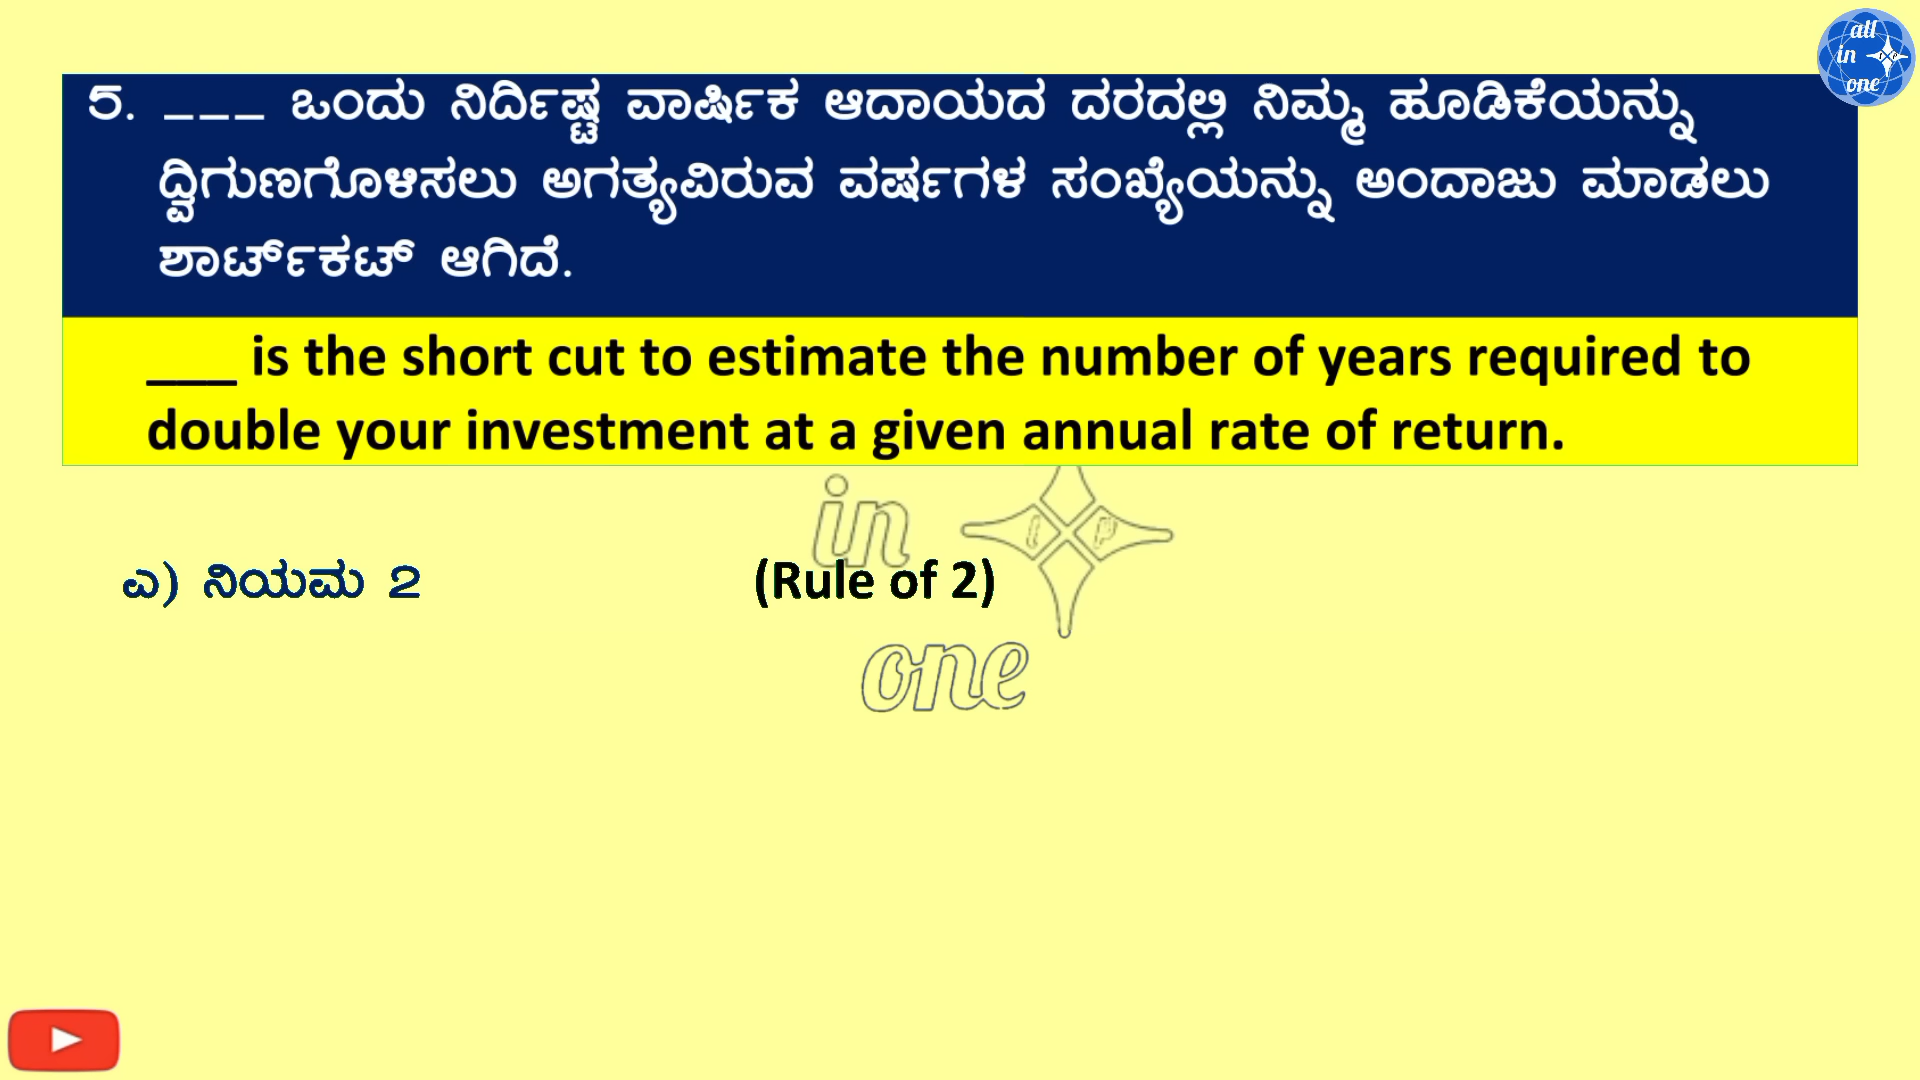 all
in
one
5. ___ ಒಂದು ನಿರ್ದಿಷ್ಟ ವಾರ್ಷಿಕ ಆದಾಯದ ದರದಲ್ಲಿ ನಿಮ್ಮ ಹೂಡಿಕೆಯನ್ನು
ದ್ವಿಗುಣಗೊಳಿಸಲು ಅಗತ್ಯವಿರುವ ವರ್ಷಗಳ ಸಂಖ್ಯೆಯನ್ನು ಅಂದಾಜು ಮಾಡಲು
ಶಾರ್ಟ್‌ಕಟ್ ಆಗಿದೆ.
___ is the short cut to estimate the number of years required to
double your investment at a given annual rate of return.
in
ಎ) ನಿಯಮ 2 (Rule of 2)
one